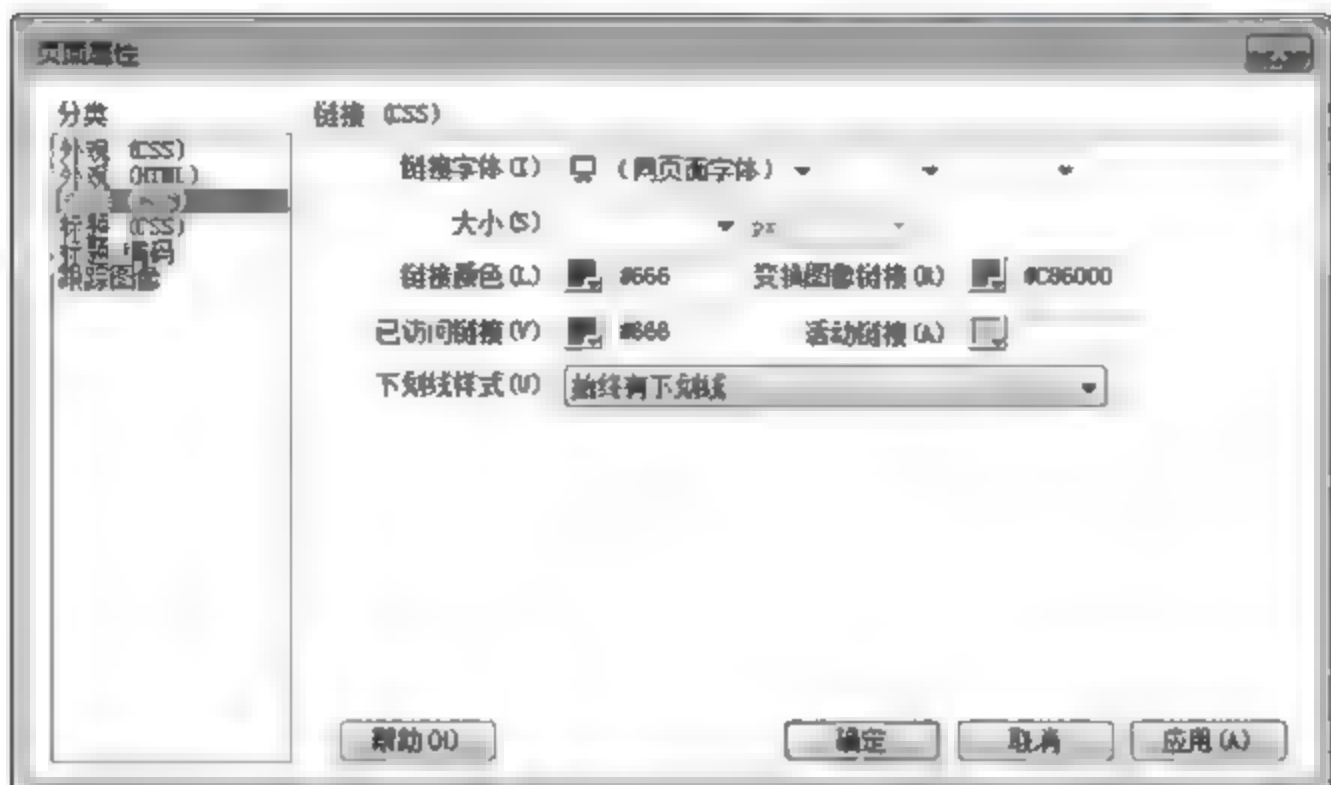 页面属性
分类
外观 (CSS)
外观 (HTML)
标题 (CSS)
标题/编码
跟踪图像
链接 (CSS)
链接字体(I) (同页面字体)
大小(S) px
链接颜色(L) #666 变换图像链接(R) #C86000
已访问链接(V) 活动链接(A)
下划线样式(U) 始终有下划线
帮助(H) 确定 取消 应用(A)